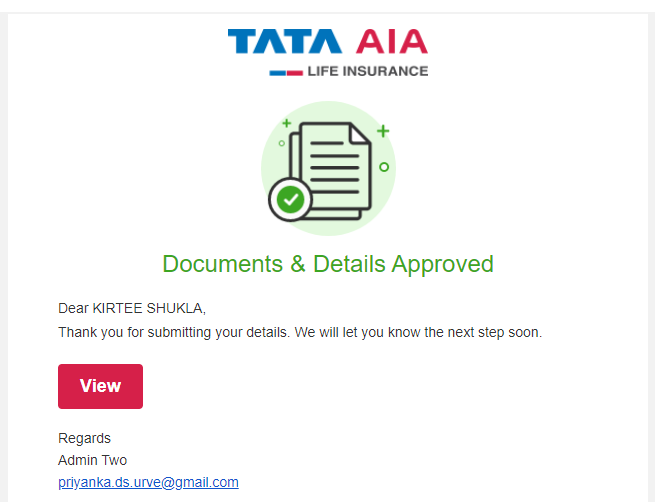 TATA AIA
LIFE INSURANCE
Documents & Details Approved
Dear KIRTEE SHUKLA,
Thank you for submitting your details. We will let you know the next step soon.
View
Regards
Admin Two
priyanka.ds.urve@gmail.com